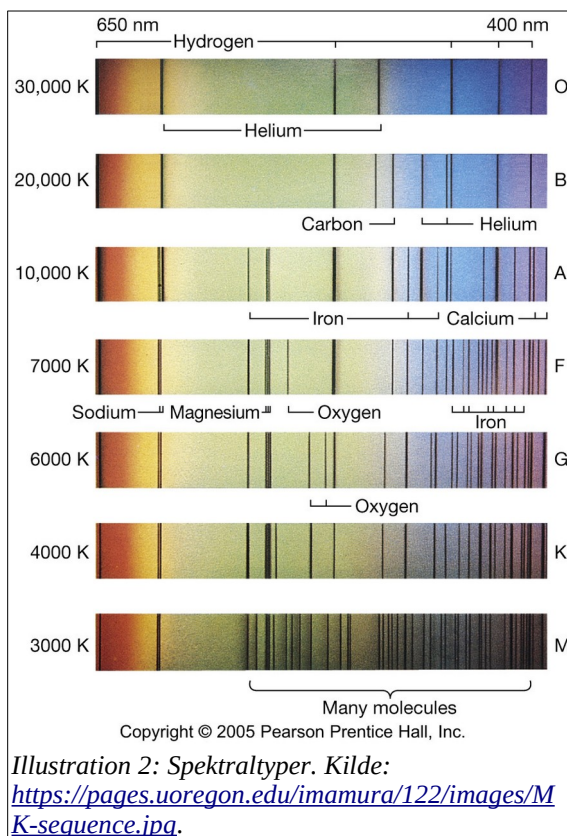 650 nm Hydrogen 400 nm
30,000 K O
Helium
20,000 K B
Carbon Helium
10,000 K A
Iron Calcium
7000 K F
Sodium Magnesium Oxygen Iron
6000 K G
Oxygen
4000 K K
3000 K M
Many molecules
Copyright © 2005 Pearson Prentice Hall, Inc.
Illustration 2: Spektraltyper. Kilde:
https://pages.uoregon.edu/imamura/122/images/M
K-sequence.jpg.